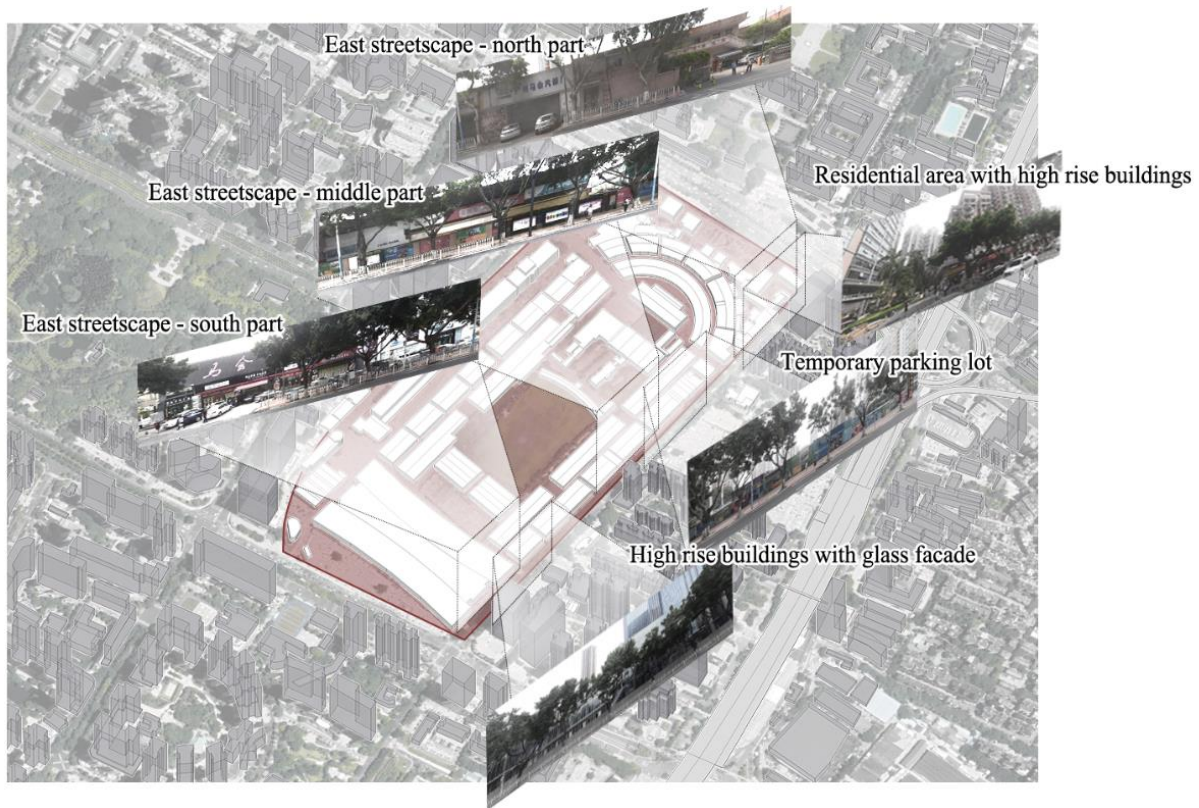 East streetscape - north part
East streetscape - middle part
Residential area with high rise buildings
East streetscape - south part
Temporary parking lot
High rise buildings with glass facade